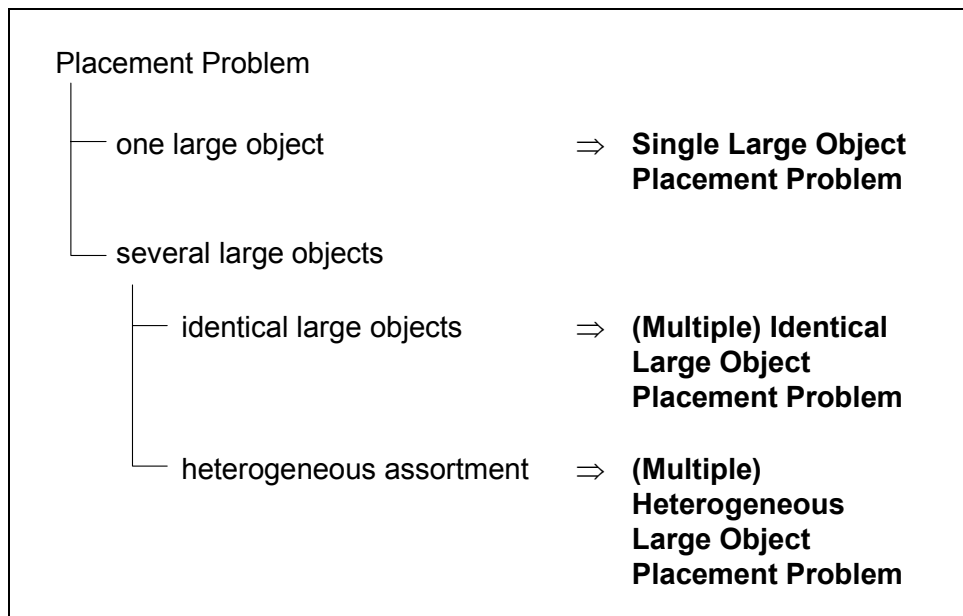 Placement Problem
one large object ⇒ Single Large Object
Placement Problem
several large objects
identical large objects ⇒ (Multiple) Identical
Large Object
Placement Problem
heterogeneous assortment ⇒ (Multiple)
Heterogeneous
Large Object
Placement Problem